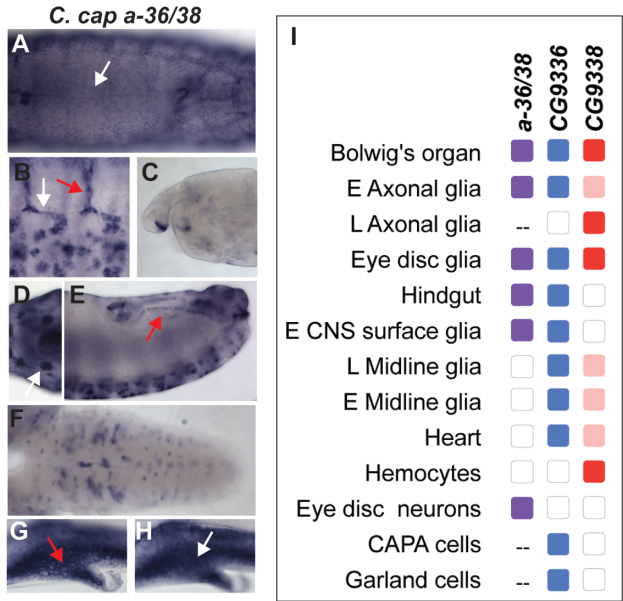 C. cap a-36/38
A
B
C
D
E
F
G
H
I
a-36/38
CG9336
CG9338
Bolwig's organ
E Axonal glia
L Axonal glia --
Eye disc glia
Hindgut
E CNS surface glia
L Midline glia
E Midline glia
Heart
Hemocytes
Eye disc neurons
CAPA cells --
Garland cells --